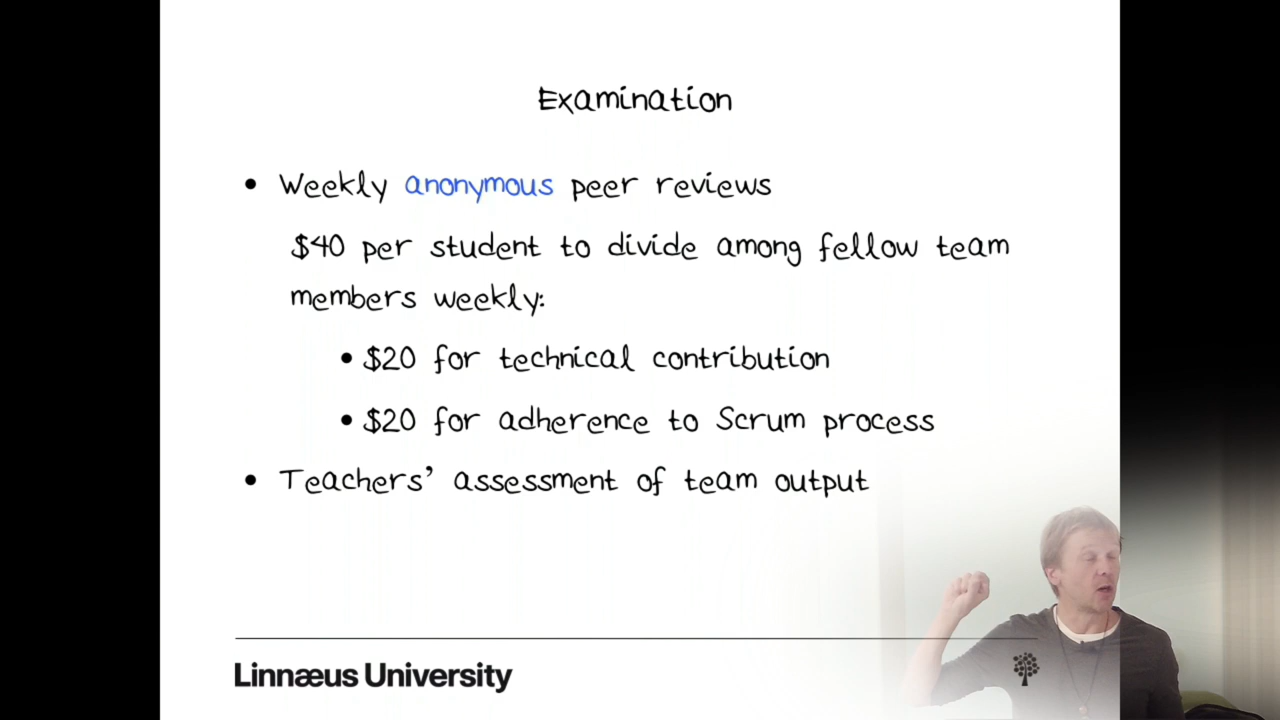 Examination
• Weekly anonymous peer reviews
$40 per student to divide among fellow team
members weekly:
• $20 for technical contribution
• $20 for adherence to Scrum process
• Teachers’ assessment of team output
Linnæus University